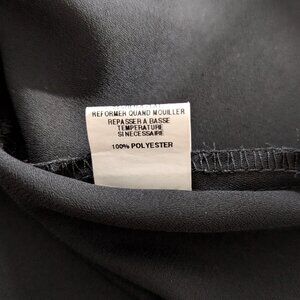 REFORMER QUAND MOUILLER
REPASSER A BASSE
TEMPERATURE
SI NECESSAIRE
100% POLYESTER